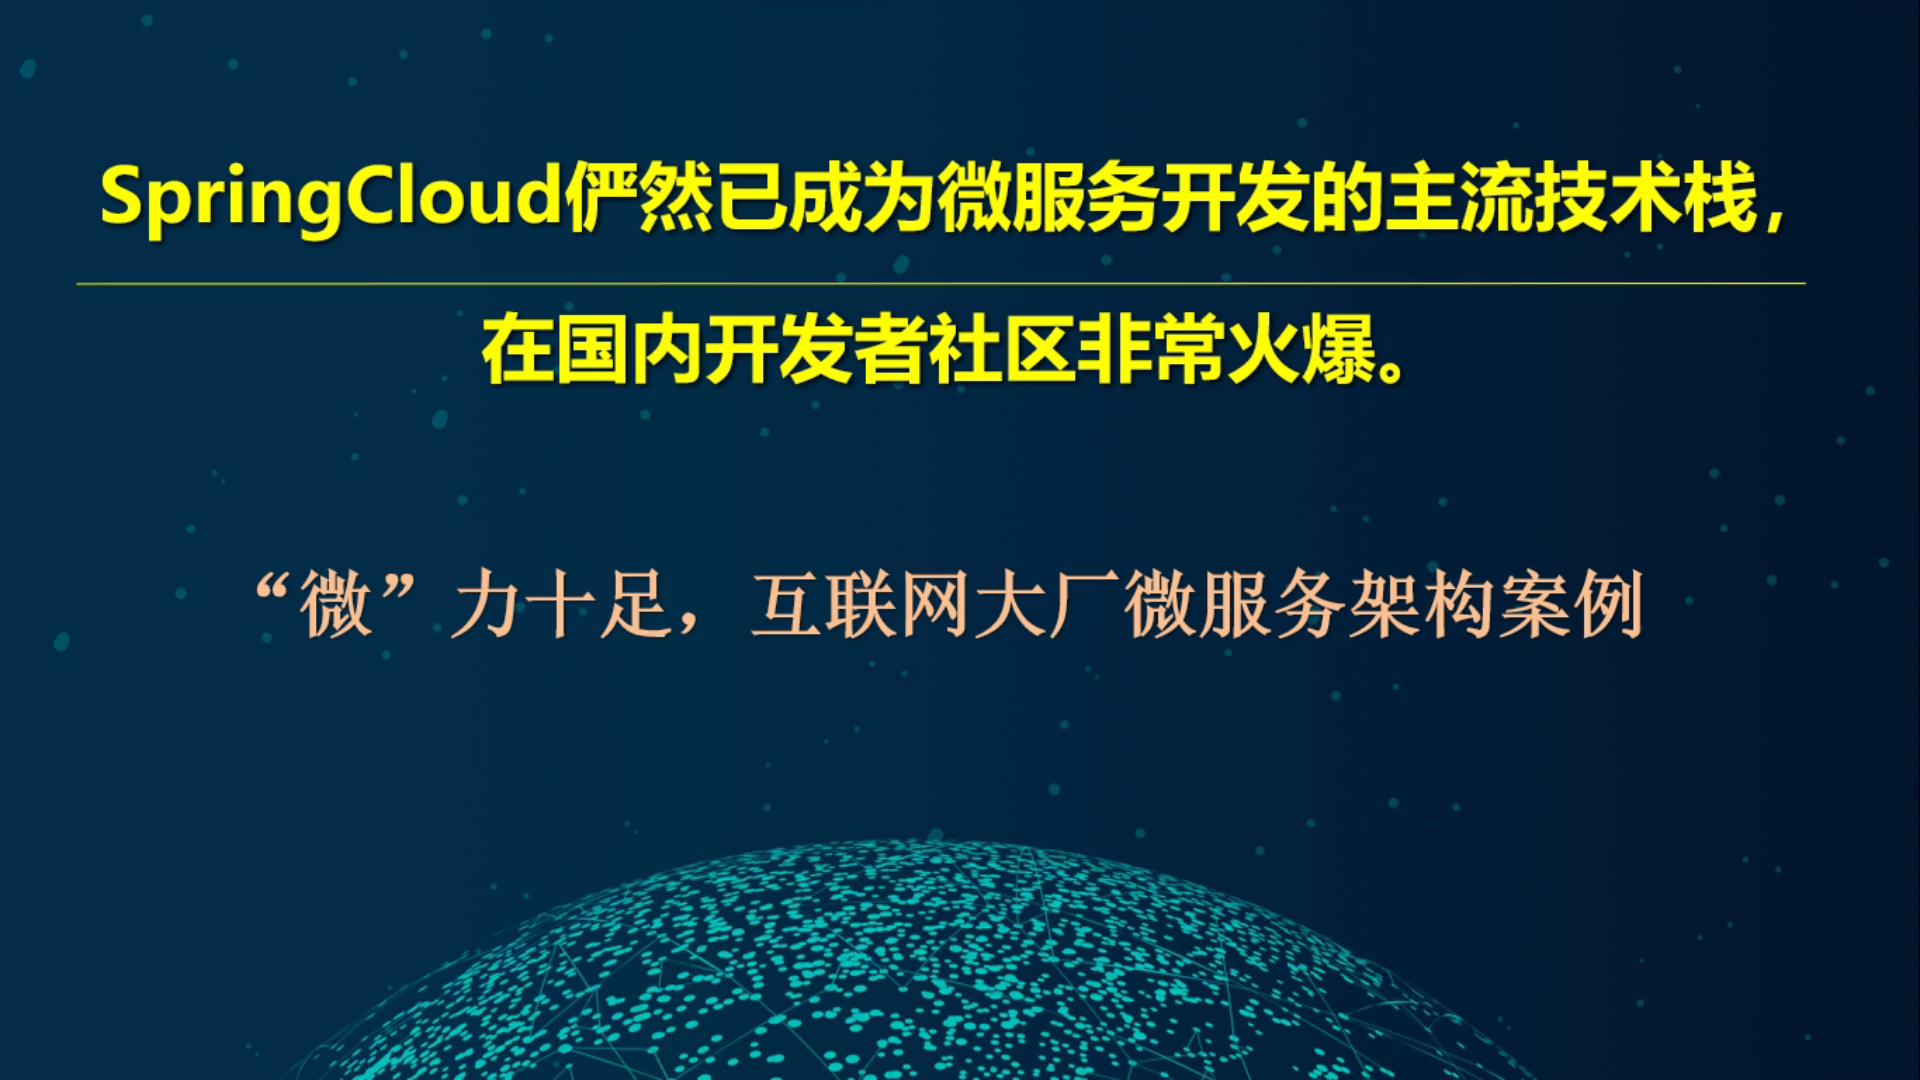 SpringCloud俨然已成为微服务开发的主流技术栈，
在国内开发者社区非常火爆。
“微”力十足，互联网大厂微服务架构案例